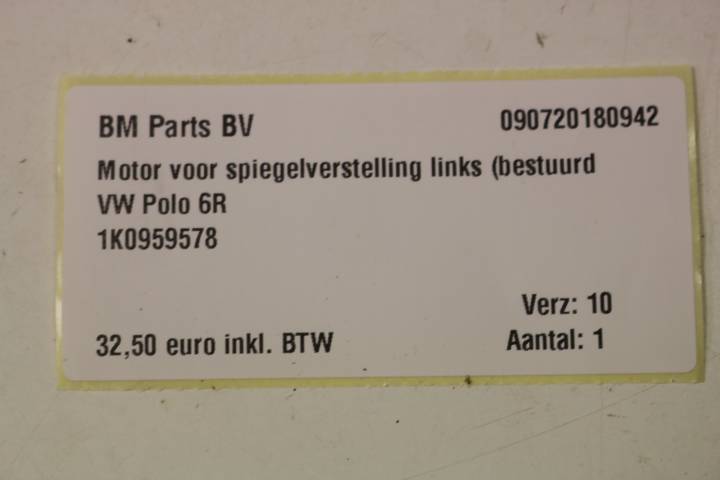 BM Parts BV 090720180942
Motor voor spiegelverstelling links (bestuurd
VW Polo 6R
1K0959578
Verz: 10
32,50 euro inkl. BTW Aantal: 1